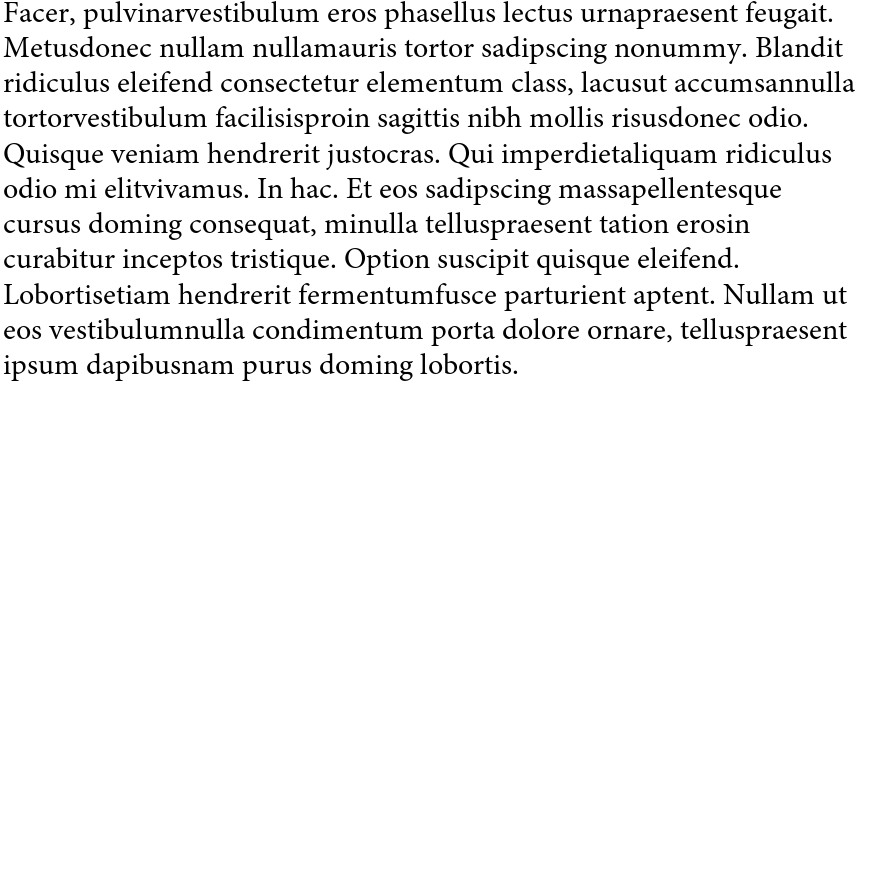 Facer, pulvinarvestibulum eros phasellus lectus urnapraesent feugait.
Metusdonec nullam nullamauris tortor sadipscing nonummy. Blandit
ridiculus eleifend consectetur elementum class, lacusut accumsannulla
tortorvestibulum facilisisproin sagittis nibh mollis risusdonec odio.
Quisque veniam hendrerit justocras. Qui imperdietaliquam ridiculus
odio mi elitvivamus. In hac. Et eos sadipscing massapellentesque
cursus doming consequat, minulla telluspraesent tation erosin
curabitur inceptos tristique. Option suscipit quisque eleifend.
Lobortisetiam hendrerit fermentumfusce parturient aptent. Nullam ut
eos vestibulumnulla condimentum porta dolore ornare, telluspraesent
ipsum dapibusnam purus doming lobortis.